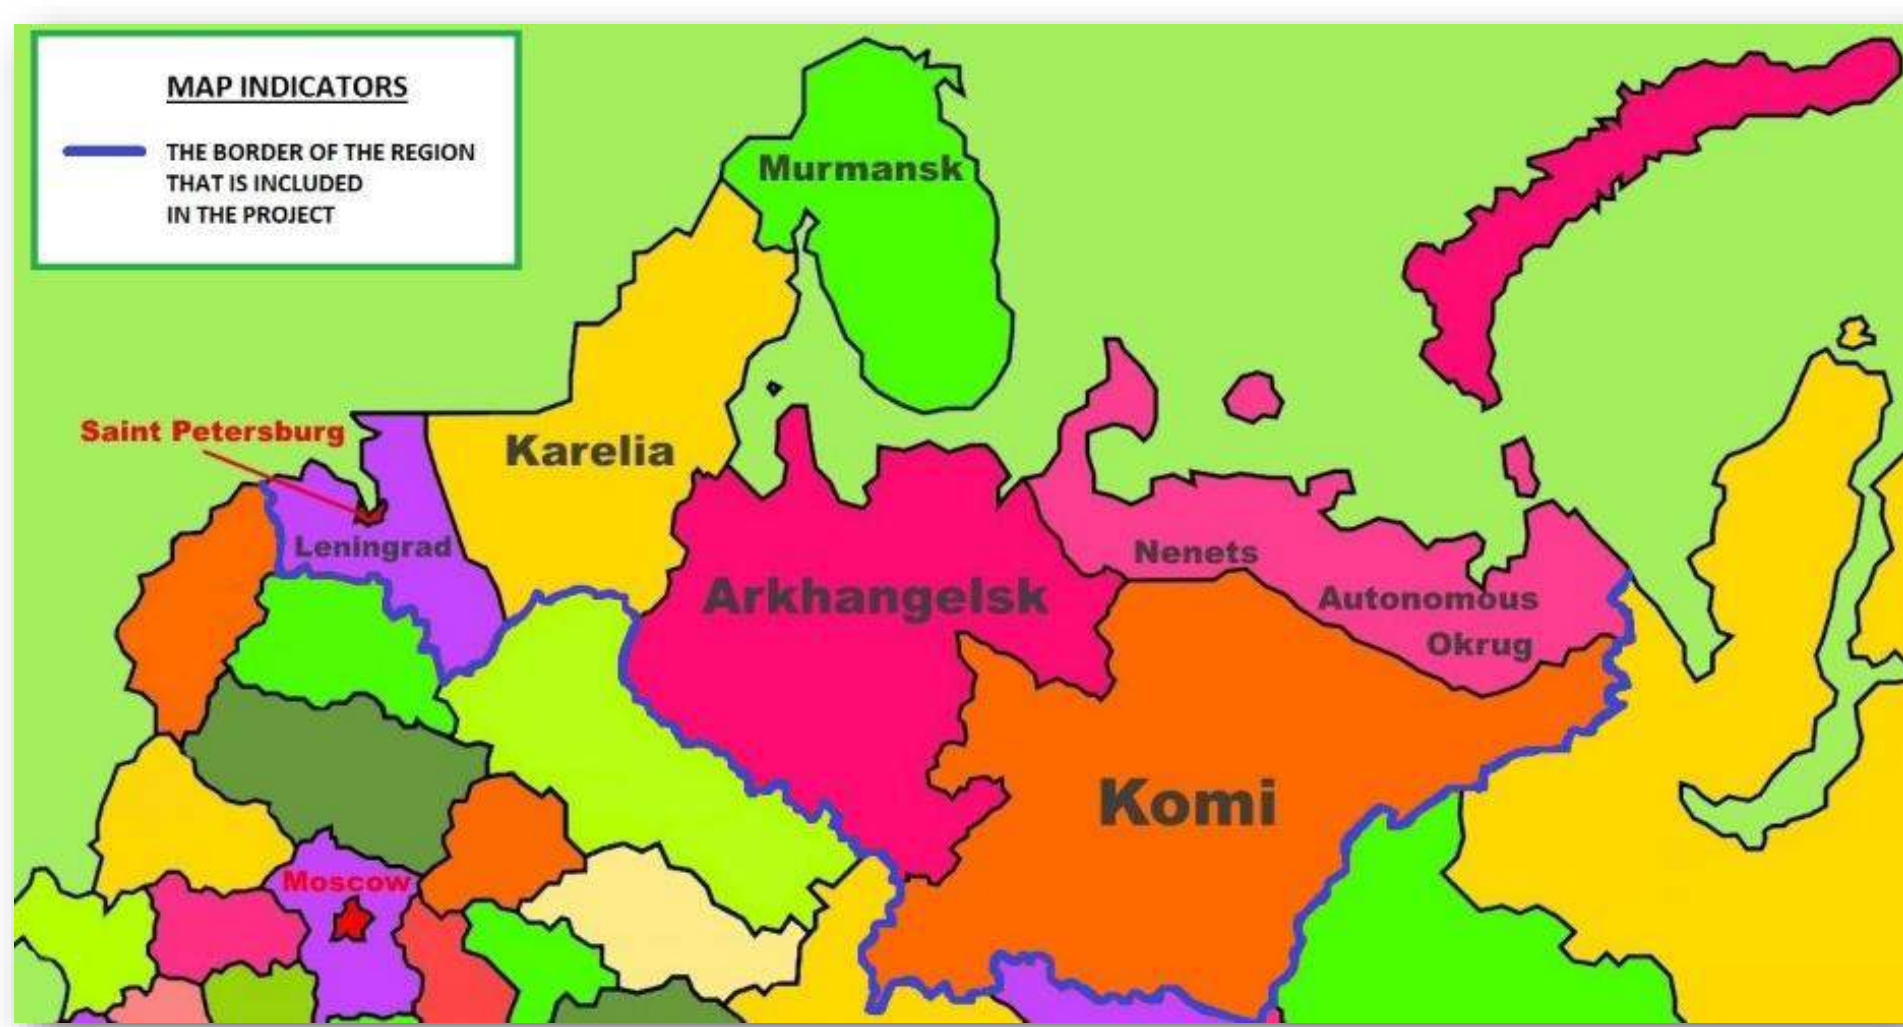 MAP INDICATORS
THE BORDER OF THE REGION
THAT IS INCLUDED
IN THE PROJECT
Murmansk
Saint Petersburg
Karelia
Leningrad
Nenets
Arkhangelsk
Autonomous
Okrug
Komi
Moscow